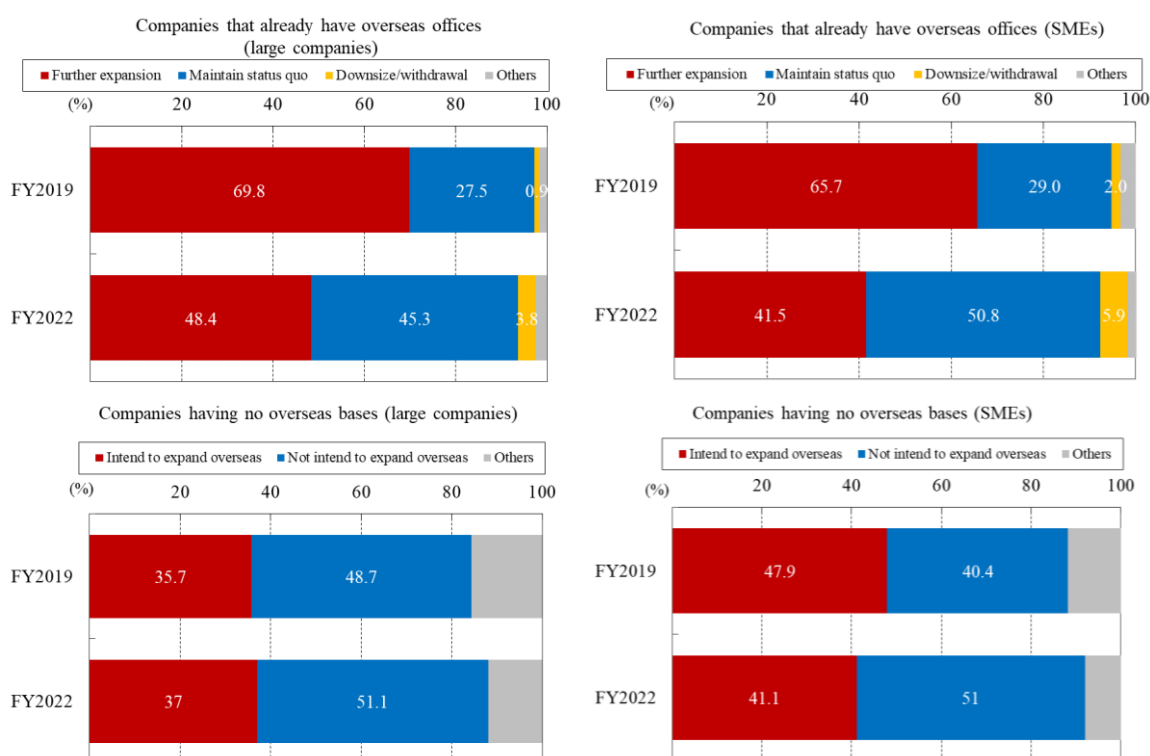 Companies that already have overseas offices
(large companies)
Further expansion Maintain status quo Downsize/withdrawal Others
(%) 20 40 60 80 100
FY2019 69.8 27.5 0.9
FY2022 48.4 45.3 3.8
Companies that already have overseas offices (SMEs)
Further expansion Maintain status quo Downsize/withdrawal Others
(%) 20 40 60 80 100
FY2019 65.7 29.0 2.0
FY2022 41.5 50.8 5.9
Companies having no overseas bases (large companies)
Intend to expand overseas Not intend to expand overseas Others
(%) 20 40 60 80 100
FY2019 35.7 48.7
FY2022 37 51.1
Companies having no overseas bases (SMEs)
Intend to expand overseas Not intend to expand overseas Others
(%) 20 40 60 80 100
FY2019 47.9 40.4
FY2022 41.1 51